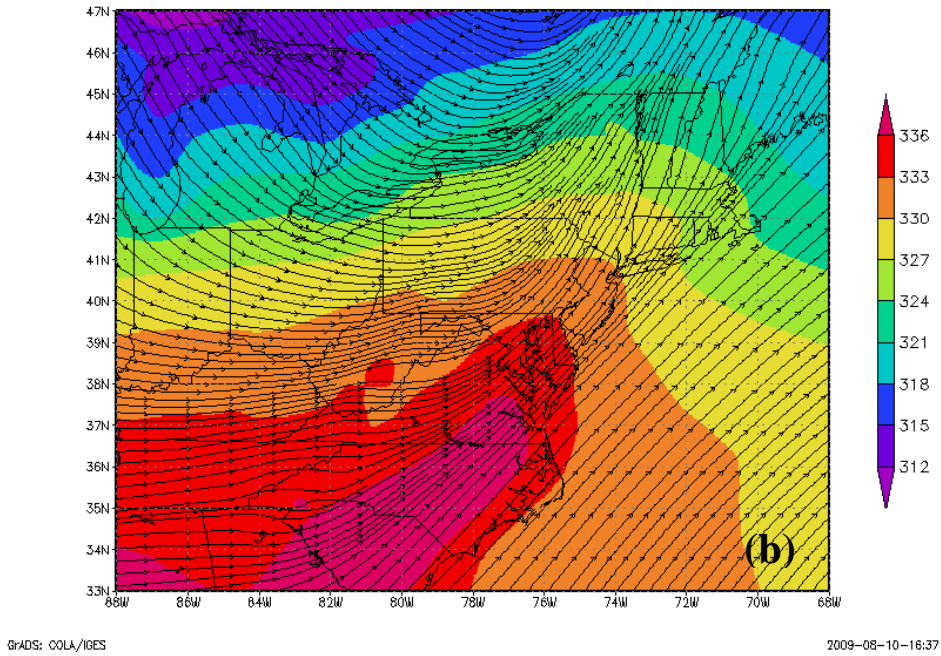 47N
46N
45N
44N
43N
42N
41N
40N
39N
38N
37N
36N
35N
34N
33N
88W 86W 84W 82W 80W 78W 76W 74W 72W 70W 68W
336
333
330
327
324
321
318
315
312
(b)
GrADS: COLA/IGES
2009-08-10-16:37